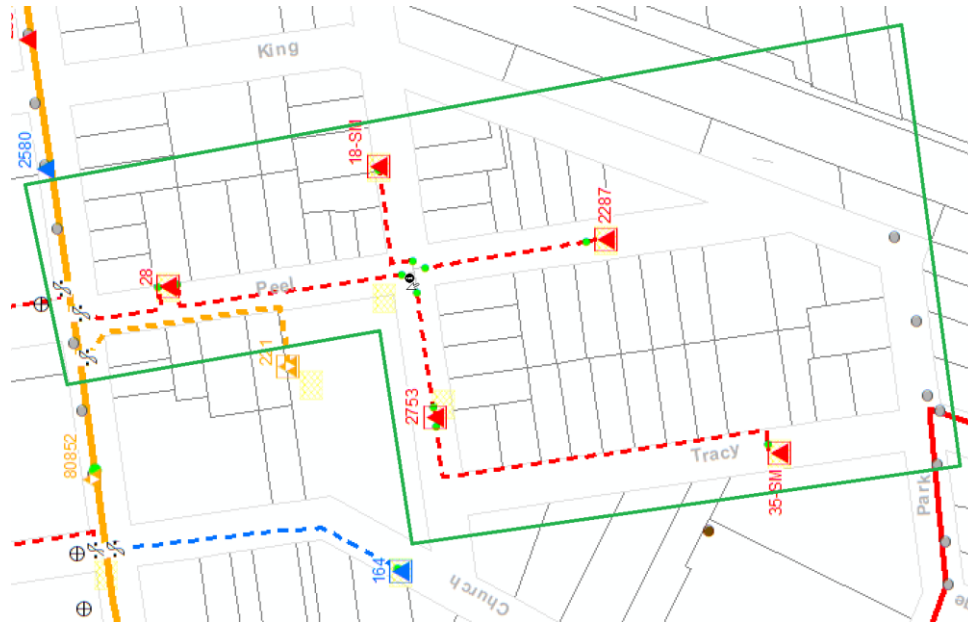 King
2580
18-SM
2287
28
Peel
221
2753
80852
Tracy
35-SM
Park
164
Church